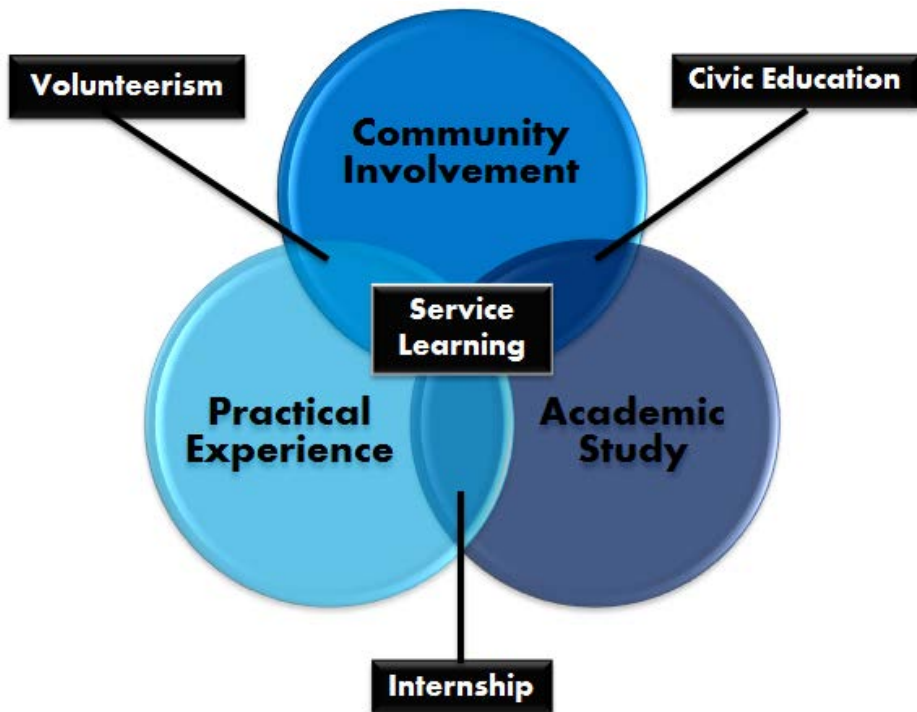 Volunteerism
Civic Education
Community
Involvement
Service
Learning
Practical
Experience
Academic
Study
Internship